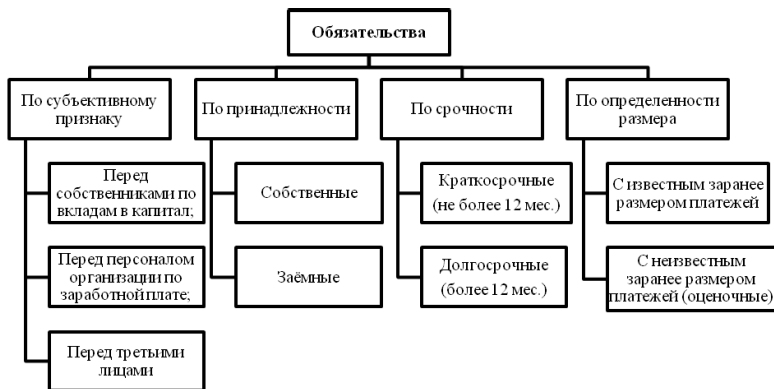 Обязательства
По субъективному
признаку
По принадлежности
По срочности
По определенности
размера
Перед
собственниками по
вкладам в капитал;
Собственные
Краткосрочные
(не более 12 мес.)
С известным заранее
размером платежей
Перед персоналом
организации по
заработной плате;
Заёмные
Долгосрочные
(более 12 мес.)
С неизвестным
заранее размером
платежей (оценочные)
Перед третьими
лицами